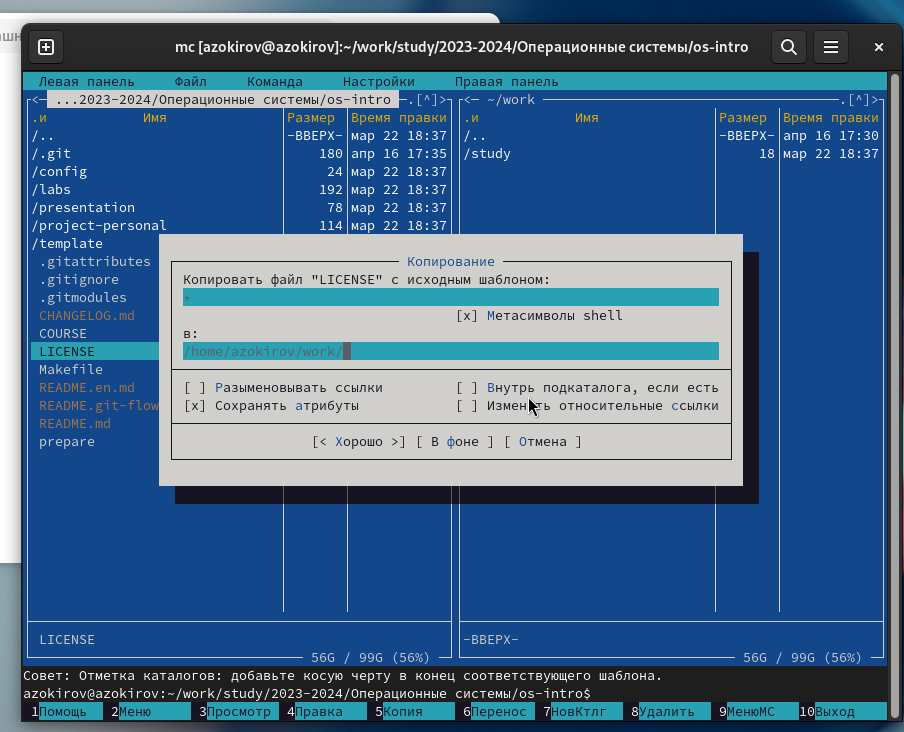 ашн
mc [azokirov@azokirov]:~/work/study/2023-2024/Операционные системы/os-intro
Левая панель Файл Команда Настройки Правая панель
<— ...2023-2024/Операционные системы/os-intro —.[^]> <— ~/work —.[^]>
.и Имя Размер Время правки .и Имя Размер Время правки
/.. -ВВЕРХ- мар 22 18:37 /.. -ВВЕРХ- апр 16 17:30
/.git 180 апр 16 17:35 /study 18 мар 22 18:37
/config 24 мар 22 18:37
/labs 192 мар 22 18:37
/presentation 78 мар 22 18:37
/project-personal 114 мар 22 18:37
/template
.gitattributes Копирование
.gitignore Копировать файл "LICENSE" с исходным шаблоном:
.gitmodules *
CHANGELOG.md [x] Метасимволы shell
COURSE в:
LICENSE /home/azokirov/work/
Makefile
README.en.md [ ] Разыменовывать ссылки [ ] Внутрь подкаталога, если есть
README.git-flow [x] Сохранять атрибуты [ ] Изменять относительные ссылки
README.md
prepare [< Хорошо >] [ В фоне ] [ Отмена ]
LICENSE -ВВЕРХ-
56G / 99G (56%) 56G / 99G (56%)
Совет: Отметка каталогов: добавьте косую черту в конец соответствующего шаблона.
azokirov@azokirov:~/work/study/2023-2024/Операционные системы/os-intro$
1Помощь 2Меню 3Просмотр 4Правка 5Копия 6Перенос 7НовКтлг 8Удалить 9МенюМС 10Выход